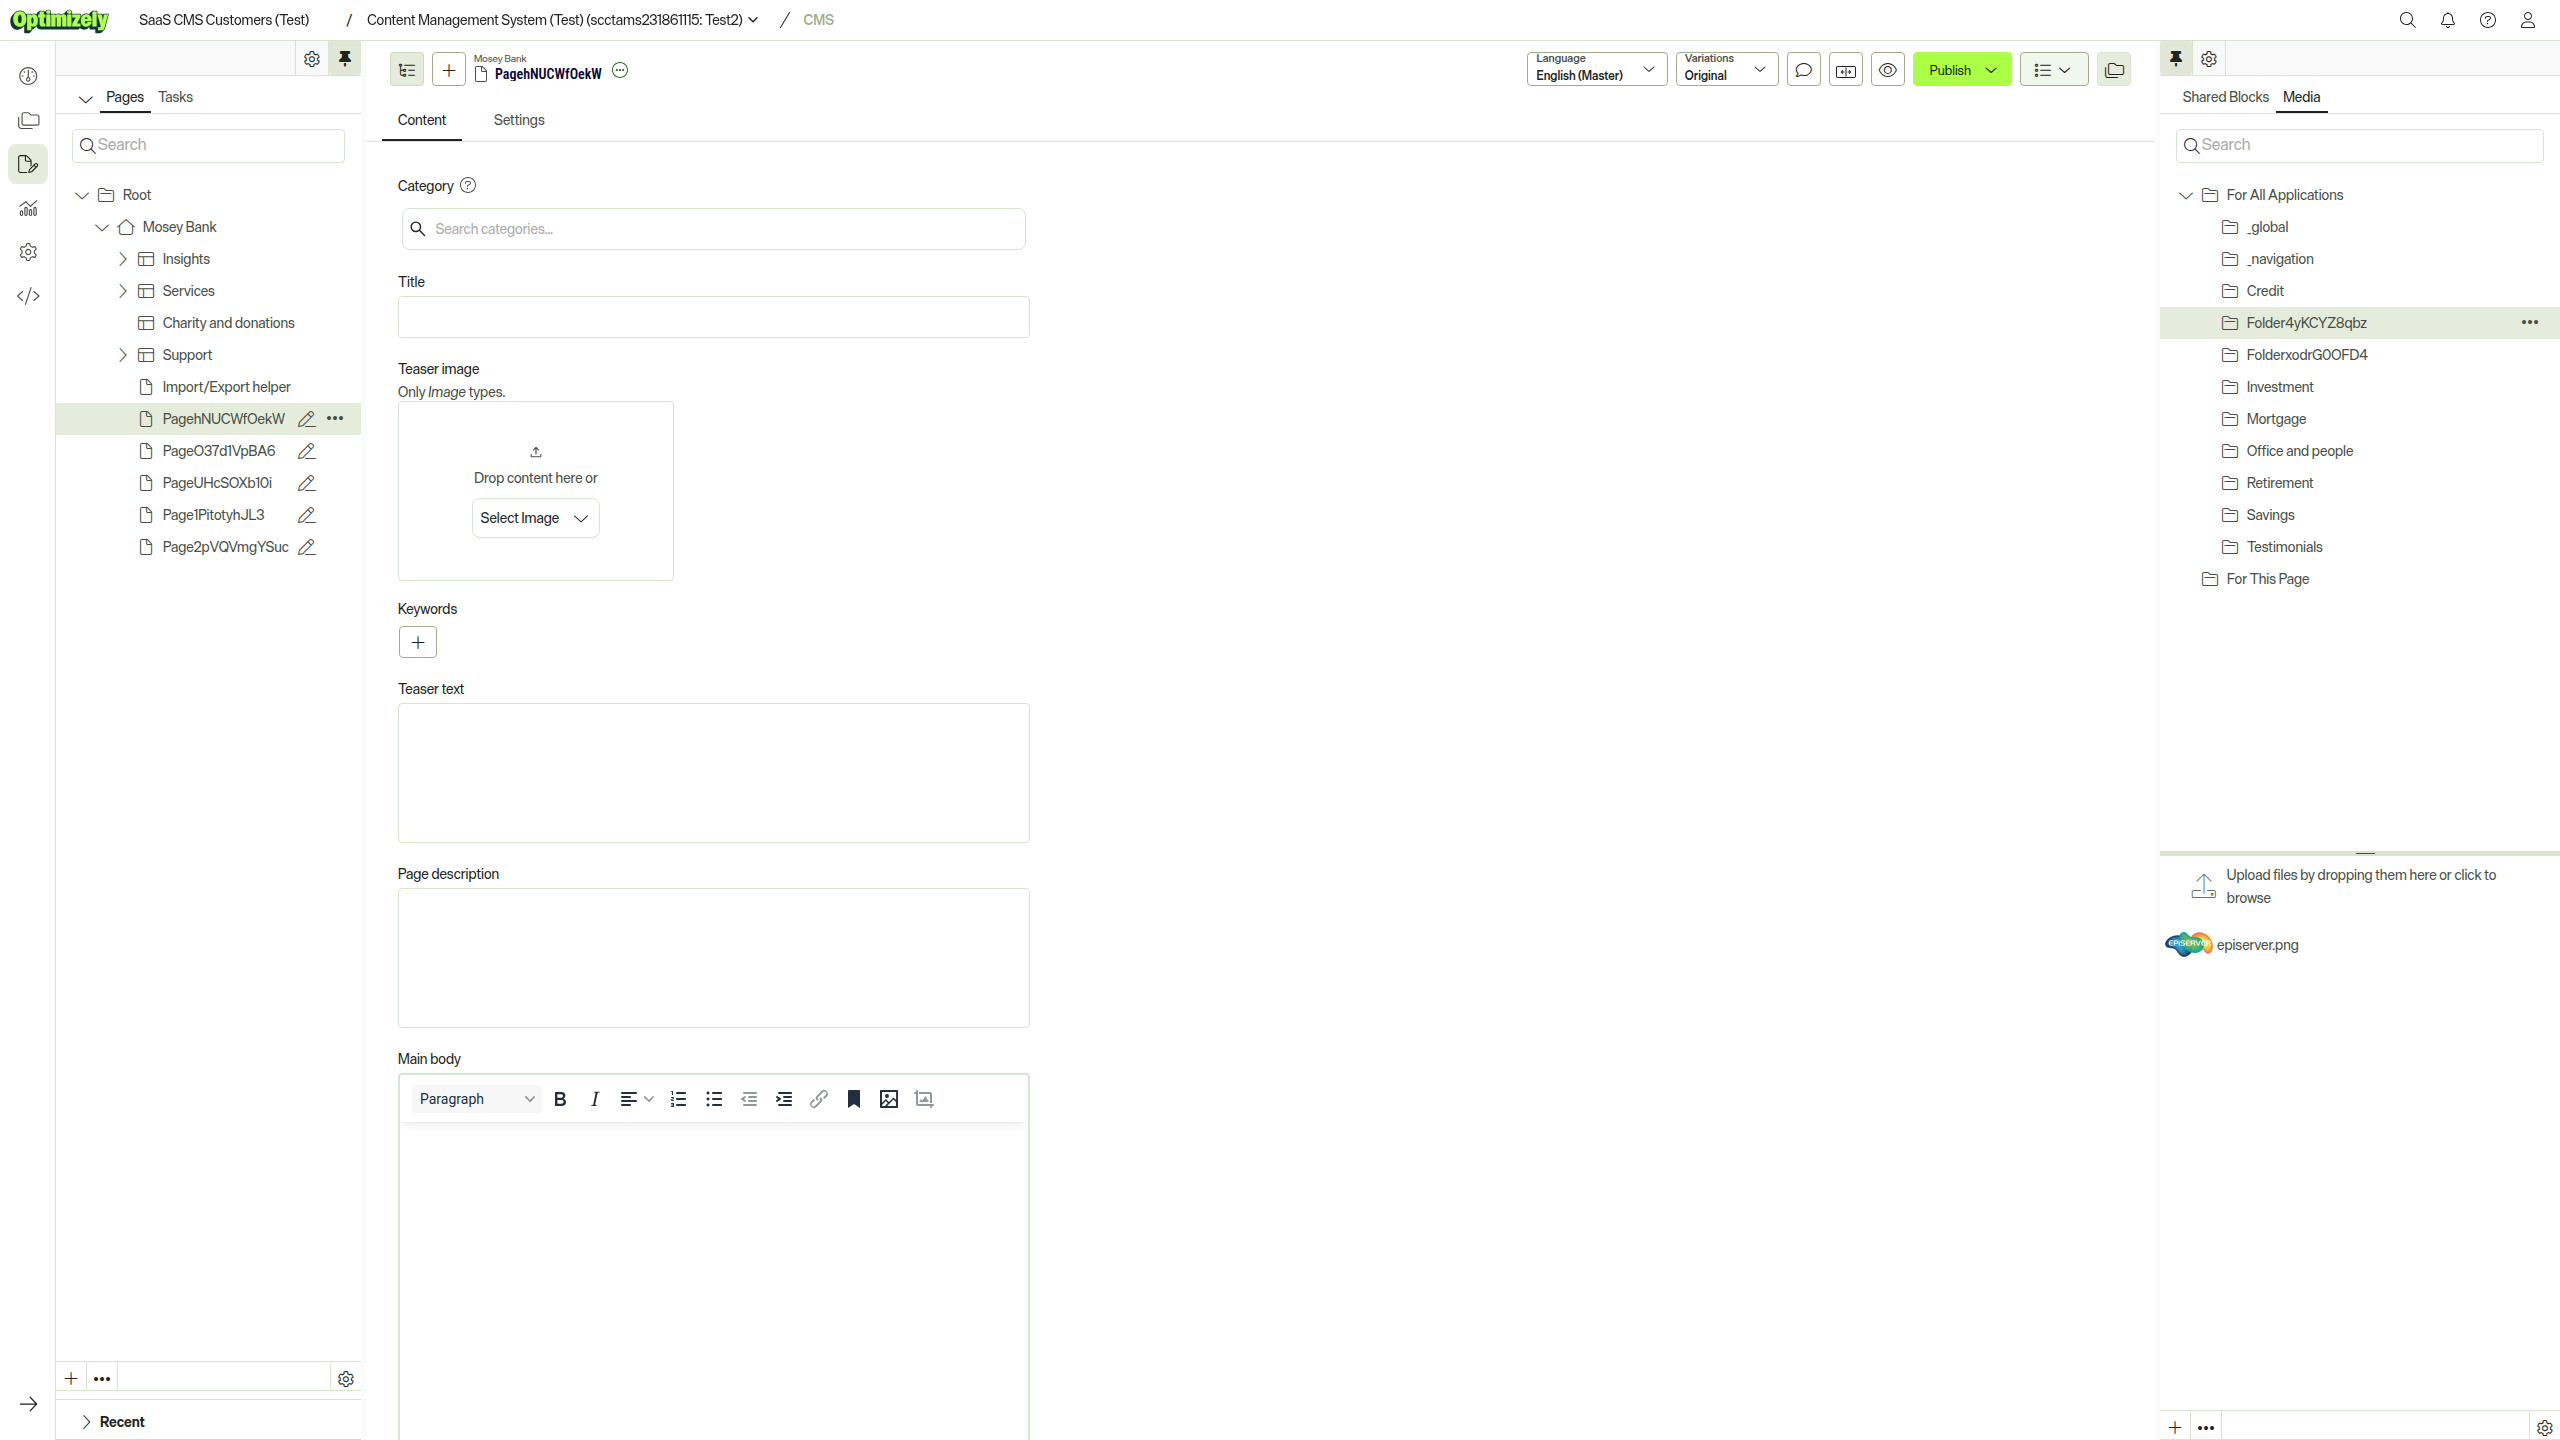 Optimizely
SaaS CMS Customers (Test) / Content Management System (Test) (scctams231861115: Test2) / CMS
Pages Tasks
Search
Root
Mosey Bank
Insights
Services
Charity and donations
Support
Import/Export helper
PagehNUCWfOekW
PageO37d1VpBA6
PageUHcSOXb10i
Page1PitotyhJL3
Page2pVQVmgYSuc
Recent
Mosey Bank
PagehNUCWfOekW
Language
English (Master)
Variations
Original
Publish
Content Settings
Category
Search categories...
Title
Teaser image
Only Image types.
Drop content here or
Select Image
Keywords
Teaser text
Page description
Main body
Paragraph
Shared Blocks Media
Search
For All Applications
_global
_navigation
Credit
Folder4yKCYZ8qbz
FolderxodrG0OFD4
Investment
Mortgage
Office and people
Retirement
Savings
Testimonials
For This Page
Upload files by dropping them here or click to
browse
EPISERVER
episerver.png